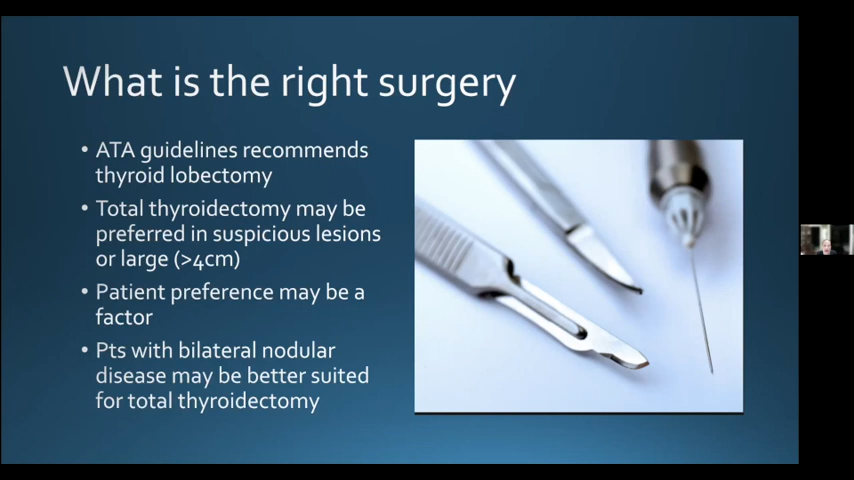 What is the right surgery
• ATA guidelines recommends
thyroid lobectomy
• Total thyroidectomy may be
preferred in suspicious lesions
or large (>4cm)
• Patient preference may be a
factor
• Pts with bilateral nodular
disease may be better suited
for total thyroidectomy